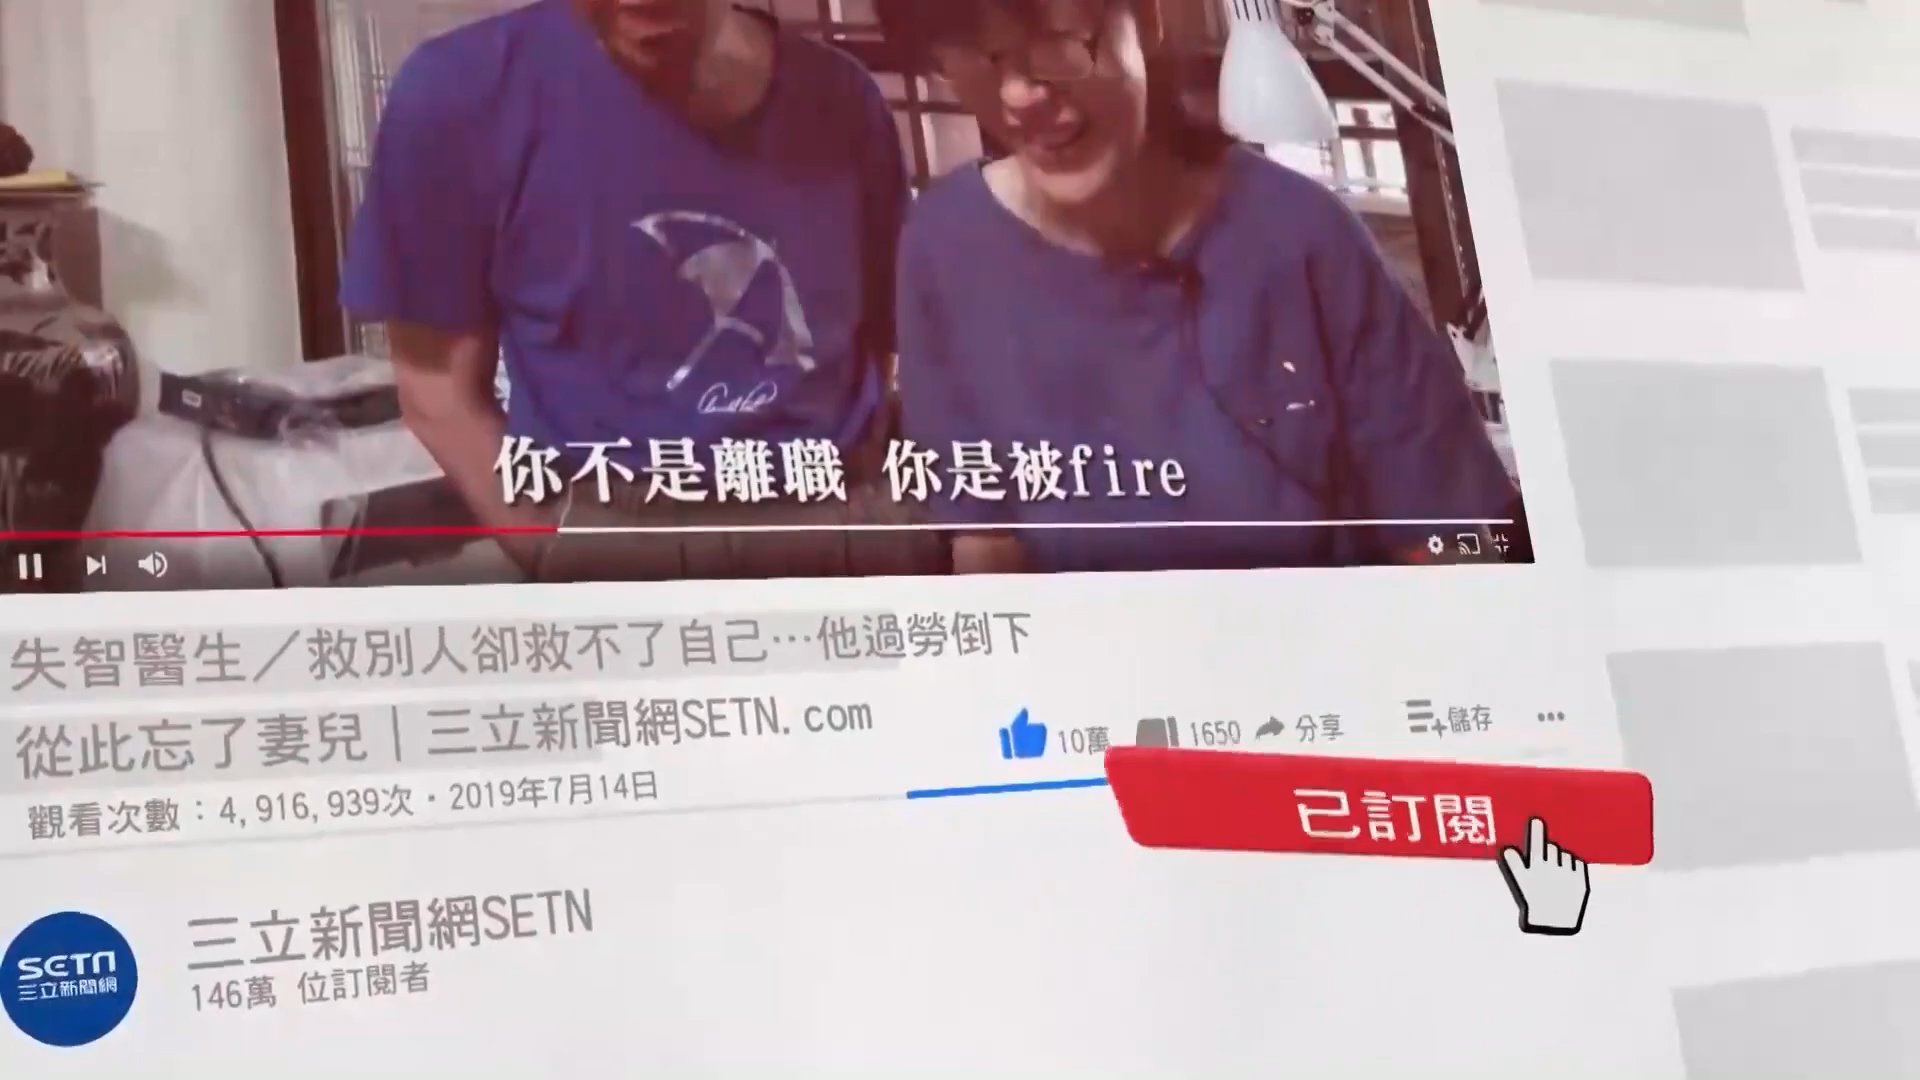 你不是離職 你是被fire
失智醫生／救別人卻救不了自己…他過勞倒下
從此忘了妻兒｜三立新聞網SETN.com
觀看次數：4,916,939次・2019年7月14日
10萬 1650 分享 儲存
已訂閱
三立新聞網SETN
146萬 位訂閱者
SETN
三立新聞網